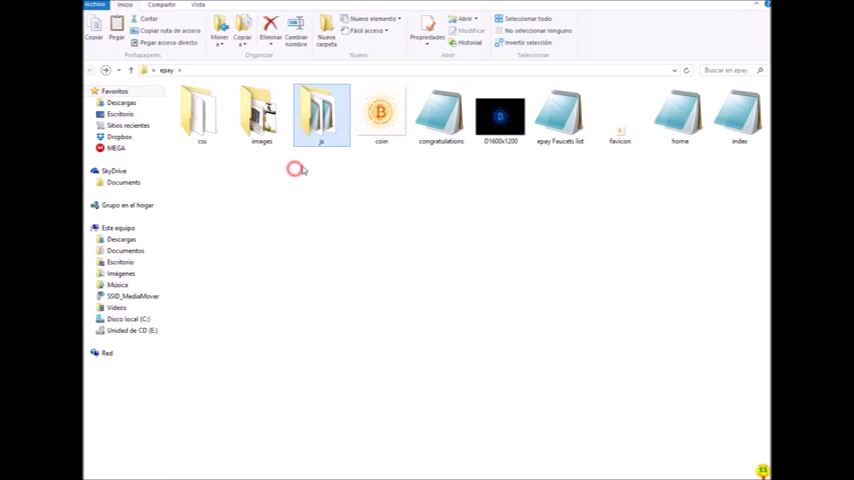 Archivo Inicio Compartir Vista
Copiar Pegar Cortar Copiar ruta de acceso Pegar acceso directo
Mover a Copiar a Eliminar Cambiar nombre
Nueva carpeta Nuevo elemento Fácil acceso
Propiedades Abrir Modificar Historial
Seleccionar todo No seleccionar ninguno Invertir selección
Portapapeles Organizar Nuevo Abrir Seleccionar
epay Buscar en epay
Favoritos
Descargas
Escritorio
Sitios recientes
Dropbox
MEGA
SkyDrive
Documents
Grupo en el hogar
Este equipo
Descargas
Documentos
Escritorio
Imágenes
Música
SSID_MediaMover
Vídeos
Disco local (C:)
Unidad de CD (E:)
Red
css images js coin congratulations D1600x1200 epay Faucets list favicon home index
$$